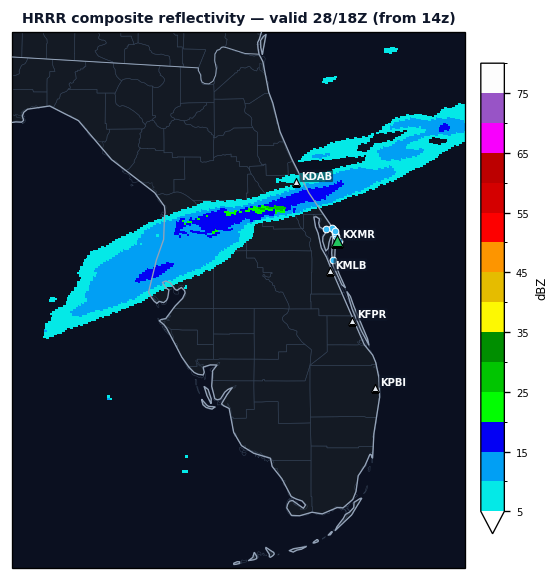 HRRR composite reflectivity — valid 28/18Z (from 14z)
75
65
55
45
35
25
15
5
dBZ
KDAB
KXMR
KMLB
KFPR
KPBI